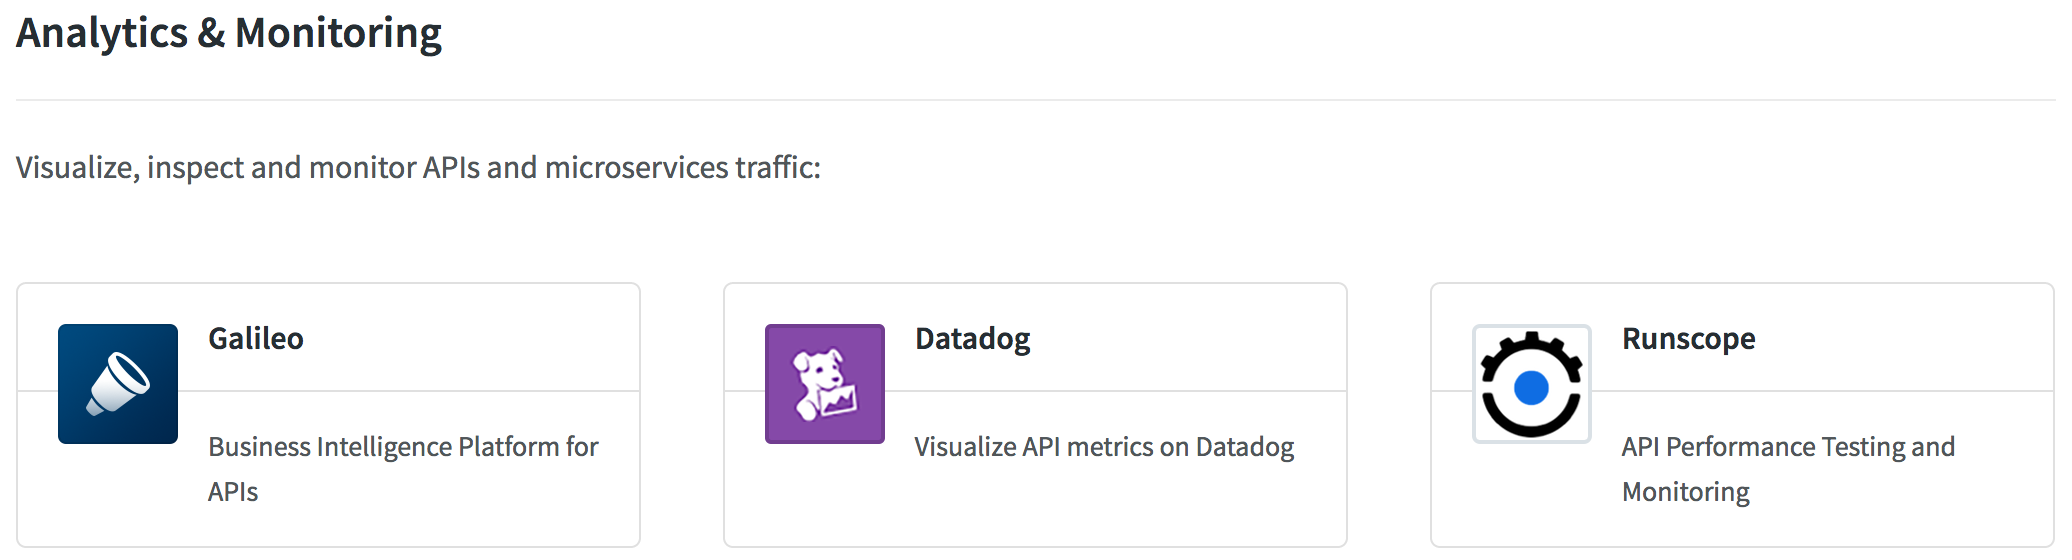 Analytics & Monitoring
Visualize, inspect and monitor APIs and microservices traffic:
Galileo
Business Intelligence Platform for
APIs
Datadog
Visualize API metrics on Datadog
Runscope
API Performance Testing and
Monitoring